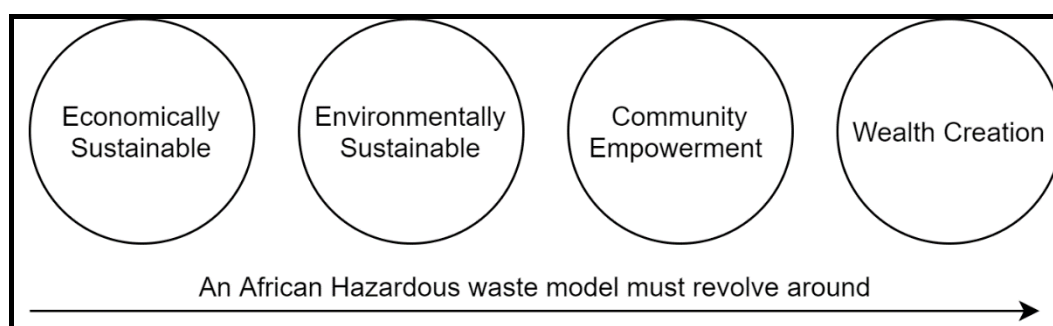 Economically
Sustainable
Environmentally
Sustainable
Community
Empowerment
Wealth Creation
An African Hazardous waste model must revolve around